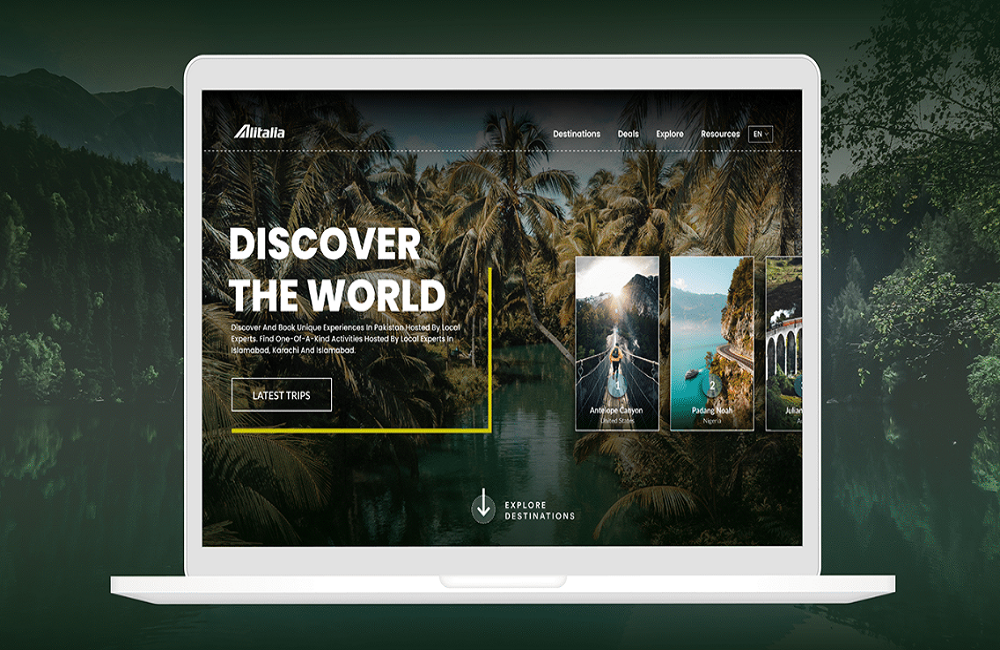 Alitalia
Destinations
Deals
Explore
Resources
EN
DISCOVER
THE WORLD
Discover And Book Unique Experiences In Pakistan Hosted By Local
Experts. Find One-Of-A-Kind Activities Hosted By Local Experts In
Islamabad, Karachi And Islamabad.
LATEST TRIPS
1
Antelope Canyon
United States
2
Padang Noah
Nigeria
Julian
EXPLORE
DESTINATIONS